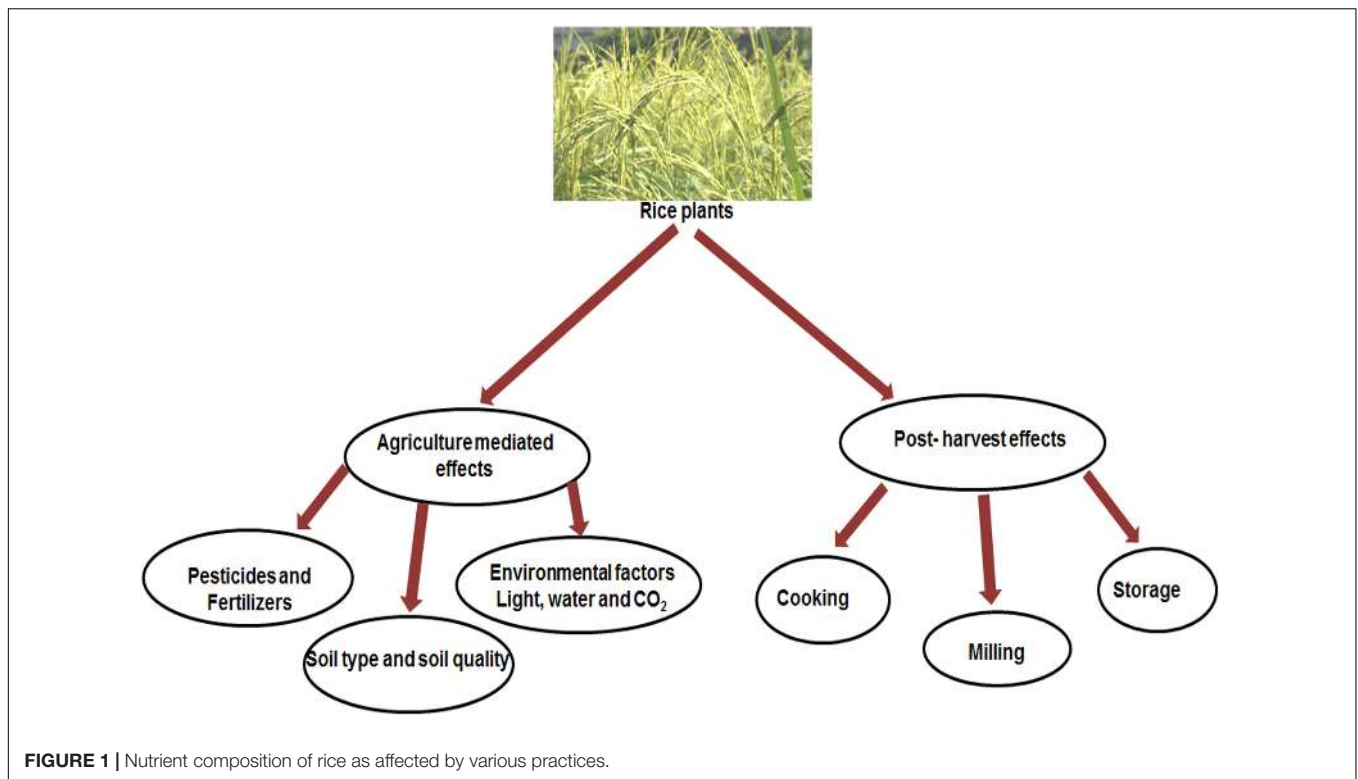 Rice plants
Agriculture mediated
effects
Post- harvest effects
Pesticides and
Fertilizers
Environmental factors
Light, water and CO₂
Soil type and soil quality
Cooking
Milling
Storage
FIGURE 1 | Nutrient composition of rice as affected by various practices.